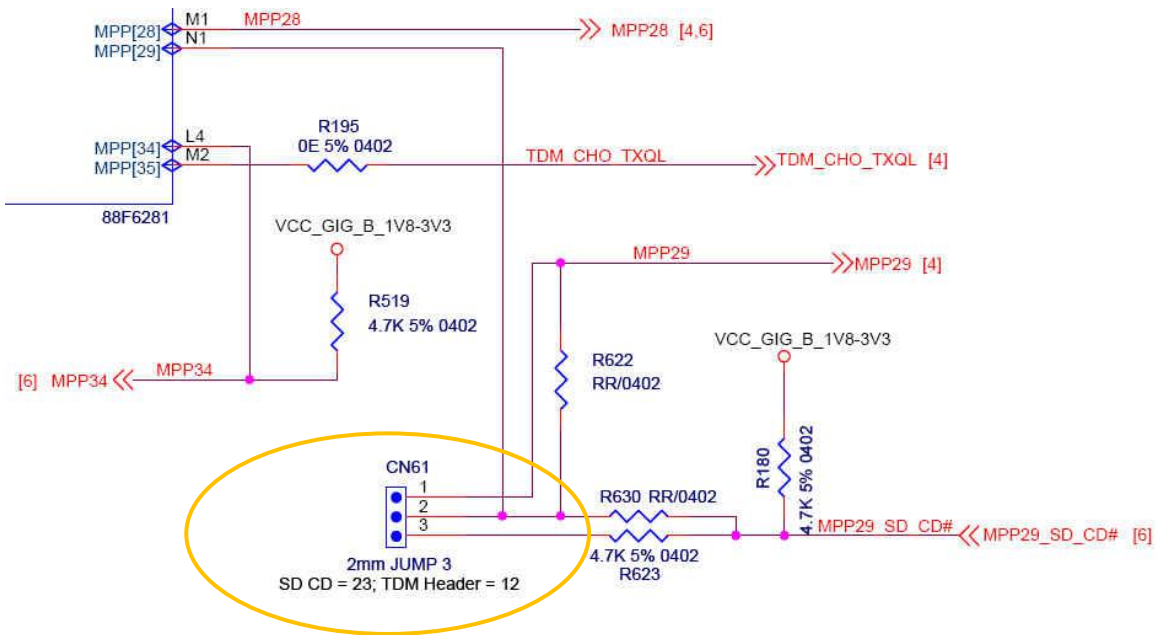 MPP[28] M1 MPP28 MPP28 [4,6]
MPP[29] N1
MPP[34] L4
MPP[35] M2
R195
0E 5% 0402
TDM_CHO_TXQL TDM_CHO_TXQL [4]
88F6281
VCC_GIG_B_1V8-3V3
R519
4.7K 5% 0402
[6] MPP34 MPP34
MPP29 MPP29 [4]
R622
RR/0402
VCC_GIG_B_1V8-3V3
R180
4.7K 5% 0402
CN61
1
2
3
2mm JUMP 3
SD CD = 23; TDM Header = 12
R630 RR/0402
4.7K 5% 0402
R623
MPP29_SD_CD# MPP29_SD_CD# [6]